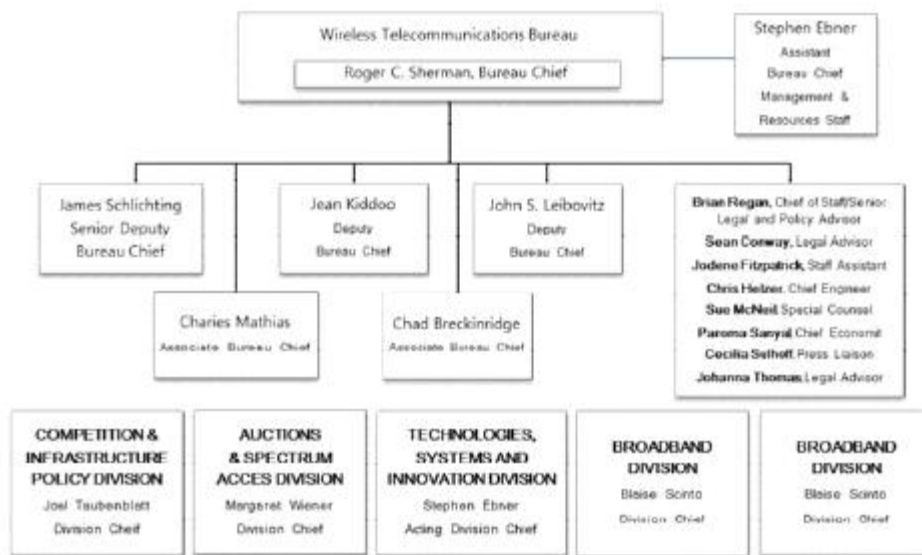 Wireless Telecommunications Bureau
Roger C. Sherman, Bureau Chief
Stephen Ebner
Assistant
Bureau Chief
Management &
Resources Staff
James Schlichting
Senior Deputy
Bureau Chief
Jean Kiddoo
Deputy
Bureau Chief
John S. Leibovitz
Deputy
Bureau Chief
Brian Regan, Chief of Staff/Senior
Legal and Policy Advisor
Sean Conway, Legal Advisor
Jodene Fitzpatrick, Staff Assistant
Chris Helzer, Chief Engineer
Sue McNeil, Special Counsel
Paroma Sanyal, Chief Economit
Cecilia Sulhoff, Press Liaison
Johanna Thomas, Legal Advisor
Charies Mathias
Associate Bureau Chief
Chad Breckinridge
Associate Bureau Chief
COMPETITION &
INFRASTRUCTURE
POLICY DIVISION
Joel Taubenblatt
Division Cheif
AUCTIONS
& SPECTRUM
ACCES DIVISION
Margaret Wiener
Division Chief
TECHNOLOGIES,
SYSTEMS AND
INNOVATION DIVISION
Stephen Ebner
Acting Division Chief
BROADBAND
DIVISION
Blaise Scinto
Division Chief
BROADBAND
DIVISION
Blaise Scinto
Division Chief